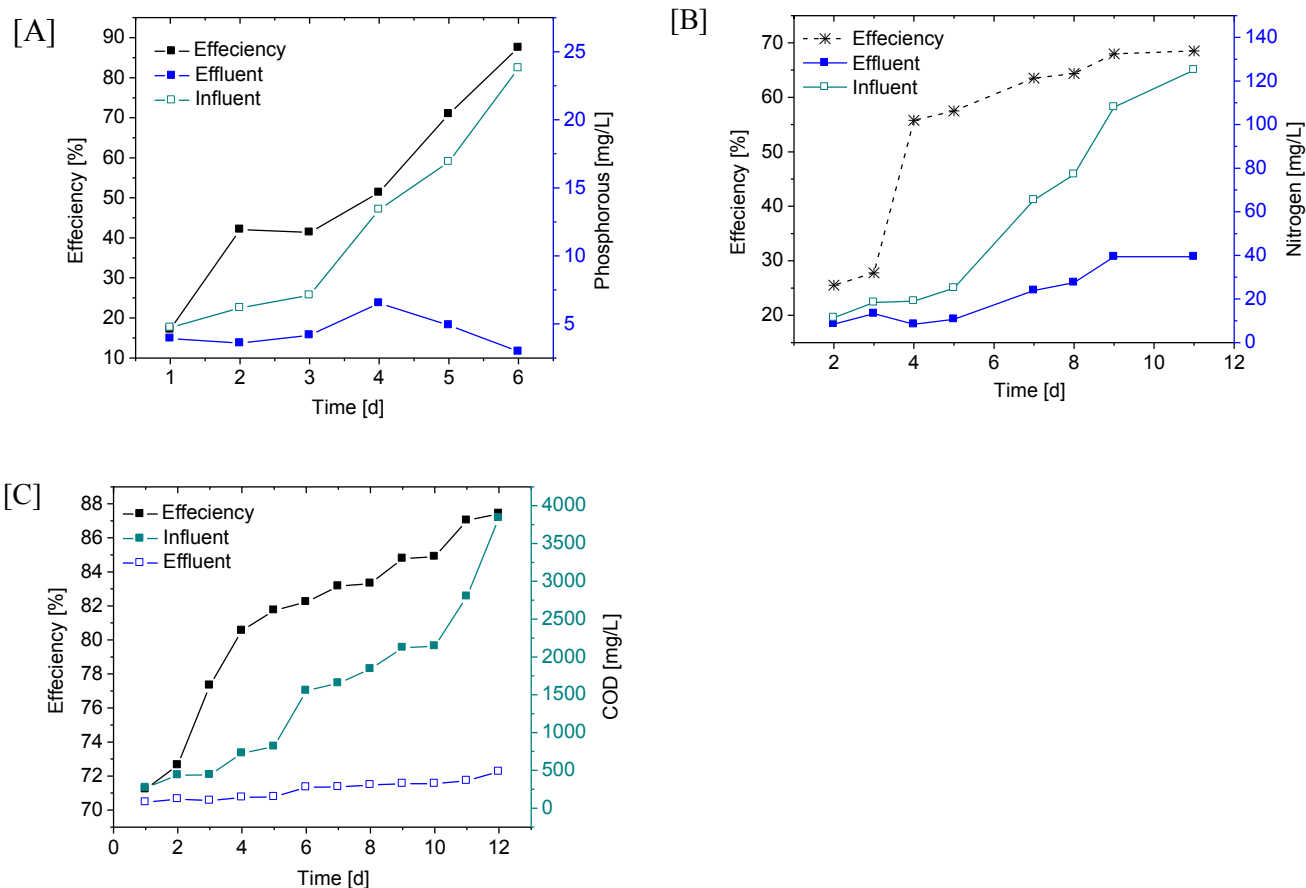 [A]
Effeciency
Effluent
Influent
90
80
70
60
50
40
30
20
10
Effeciency [%]
25
20
15
10
5
Phosphorous [mg/L]
1 2 3 4 5 6
Time [d]
[B]
Effeciency
Effluent
Influent
70
60
50
40
30
20
Effeciency [%]
140
120
100
80
60
40
20
0
Nitrogen [mg/L]
2 4 6 8 10 12
Time [d]
[C]
Effeciency
Influent
Effluent
88
86
84
82
80
78
76
74
72
70
Effeciency [%]
4000
3500
3000
2500
2000
1500
1000
500
0
COD [mg/L]
0 2 4 6 8 10 12
Time [d]